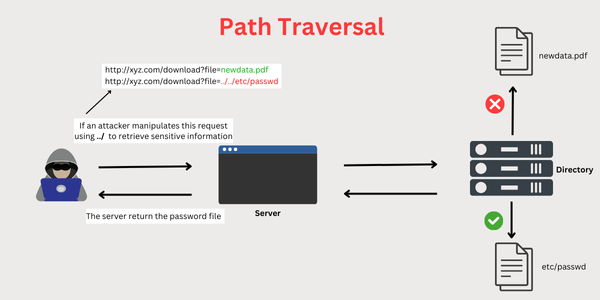 Path Traversal
http://xyz.com/download?file=newdata.pdf
http://xyz.com/download?file=../../etc/passwd
If an attacker manipulates this request
using ../ to retrieve sensitive information
The server return the password file
Server
newdata.pdf
Directory
etc/passwd